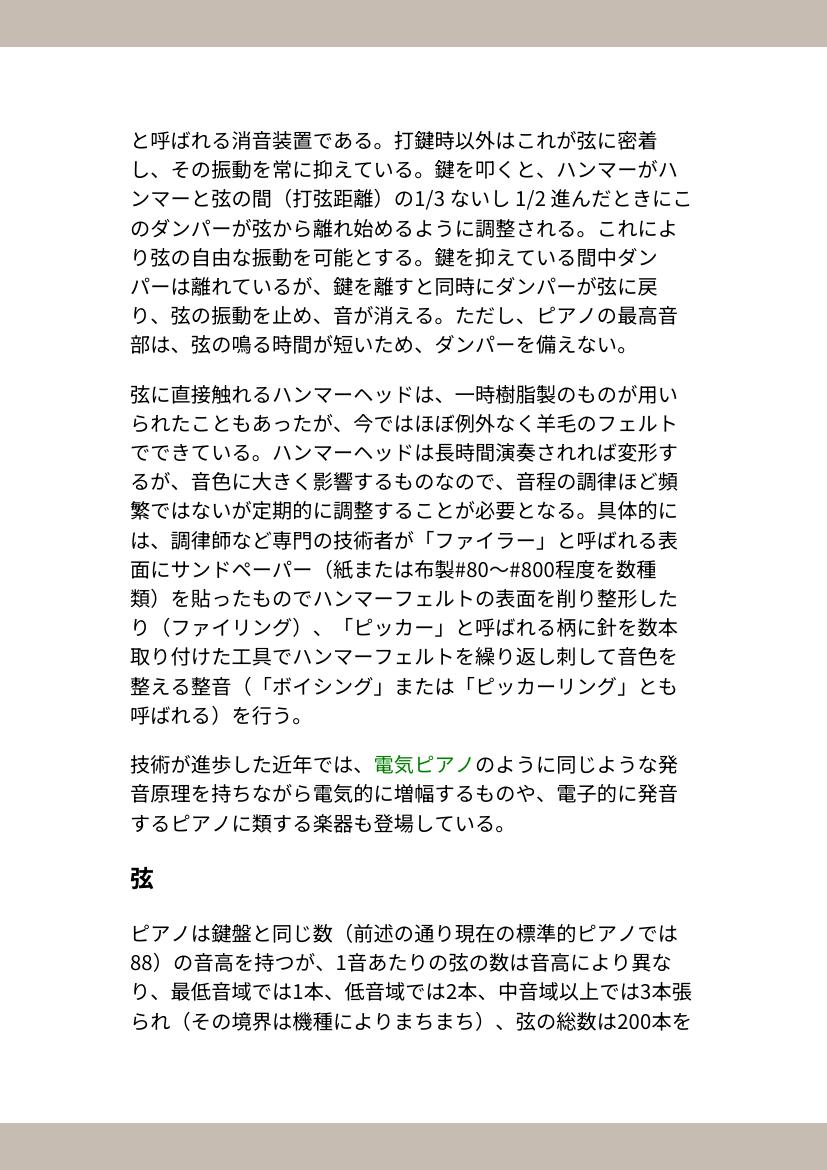 と呼ばれる消音装置である。打鍵時以外はこれが弦に密着
し、その振動を常に抑えている。鍵を叩くと、ハンマーがハ
ンマーと弦の間（打弦距離）の1/3 ないし 1/2 進んだときにこ
のダンパーが弦から離れ始めるように調整される。これによ
り弦の自由な振動を可能とする。鍵を抑えている間中ダン
パーは離れているが、鍵を離すと同時にダンパーが弦に戻
り、弦の振動を止め、音が消える。ただし、ピアノの最高音
部は、弦の鳴る時間が短いため、ダンパーを備えない。
弦に直接触れるハンマーヘッドは、一時樹脂製のものが用い
られたこともあったが、今ではほぼ例外なく羊毛のフェルト
でできている。ハンマーヘッドは長時間演奏されれば変形す
るが、音色に大きく影響するものなので、音程の調律ほど頻
繁ではないが定期的に調整することが必要となる。具体的に
は、調律師など専門の技術者が「ファイラー」と呼ばれる表
面にサンドペーパー（紙または布製#80〜#800程度を数種
類）を貼ったものでハンマーフェルトの表面を削り整形した
り（ファイリング）、「ピッカー」と呼ばれる柄に針を数本
取り付けた工具でハンマーフェルトを繰り返し刺して音色を
整える整音（「ボイシング」または「ピッカーリング」とも
呼ばれる）を行う。
技術が進歩した近年では、電気ピアノのように同じような発
音原理を持ちながら電気的に増幅するものや、電子的に発音
するピアノに類する楽器も登場している。
弦
ピアノは鍵盤と同じ数（前述の通り現在の標準的ピアノでは
88）の音高を持つが、1音あたりの弦の数は音高により異な
り、最低音域では1本、低音域では2本、中音域以上では3本張
られ（その境界は機種によりまちまち）、弦の総数は200本を